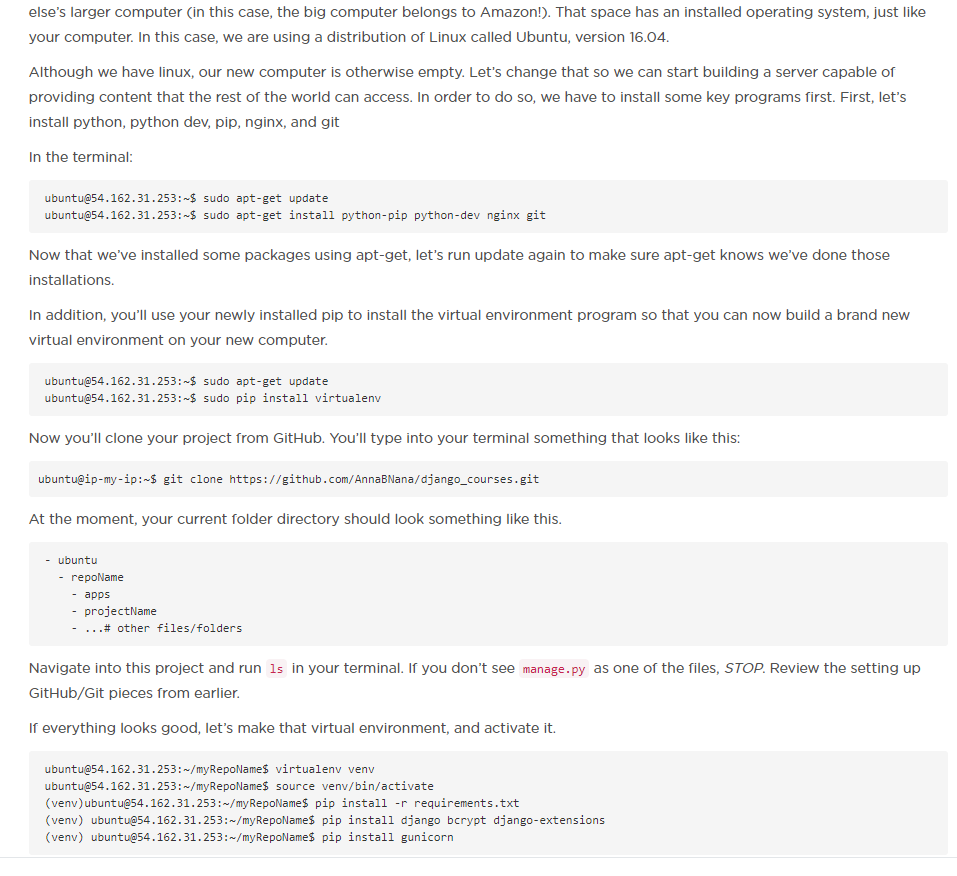 else's larger computer (in this case, the big computer belongs to Amazon!). That space has an installed operating system, just like
your computer. In this case, we are using a distribution of Linux called Ubuntu, version 16.04.
Although we have linux, our new computer is otherwise empty. Let's change that so we can start building a server capable of
providing content that the rest of the world can access. In order to do so, we have to install some key programs first. First, let's
install python, python dev, pip, nginx, and git
In the terminal:
ubuntu@54.162.31.253:~$ sudo apt-get update
ubuntu@54.162.31.253:~$ sudo apt-get install python-pip python-dev nginx git
Now that we've installed some packages using apt-get, let's run update again to make sure apt-get knows we've done those
installations.
In addition, you'll use your newly installed pip to install the virtual environment program so that you can now build a brand new
virtual environment on your new computer.
ubuntu@54.162.31.253:~$ sudo apt-get update
ubuntu@54.162.31.253:~$ sudo pip install virtualenv
Now you'll clone your project from GitHub. You'll type into your terminal something that looks like this:
ubuntu@ip-my-ip:~$ git clone https://github.com/AnnaBNana/django_courses.git
At the moment, your current folder directory should look something like this.
- ubuntu
  - repoName
    - apps
    - projectName
    - ...# other files/folders
Navigate into this project and run ls in your terminal. If you don't see manage.py as one of the files, STOP. Review the setting up
GitHub/Git pieces from earlier.
If everything looks good, let's make that virtual environment, and activate it.
ubuntu@54.162.31.253:~/myRepoName$ virtualenv venv
ubuntu@54.162.31.253:~/myRepoName$ source venv/bin/activate
(venv)ubuntu@54.162.31.253:~/myRepoName$ pip install -r requirements.txt
(venv) ubuntu@54.162.31.253:~/myRepoName$ pip install django bcrypt django-extensions
(venv) ubuntu@54.162.31.253:~/myRepoName$ pip install gunicorn